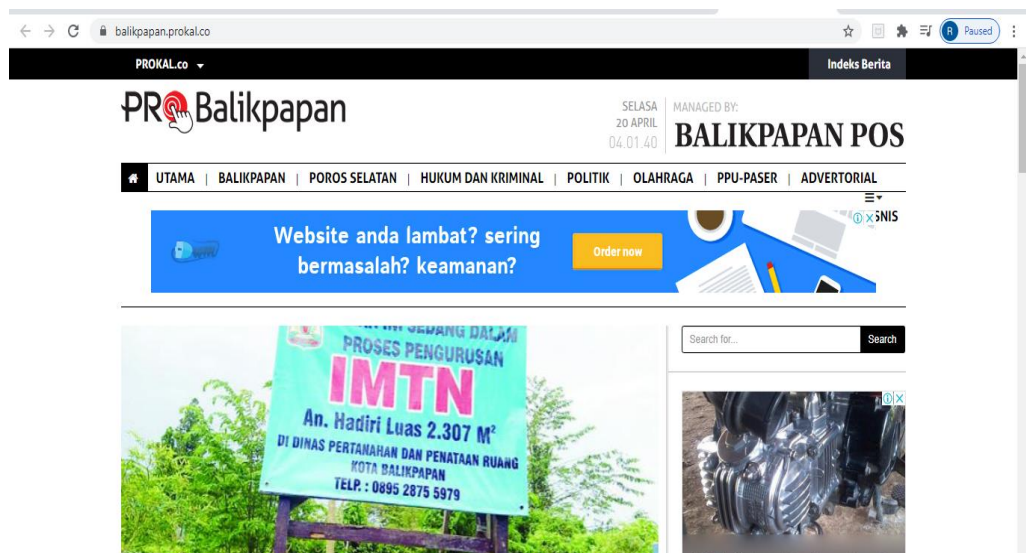 balikpapan.prokal.co
R Paused
PROKAL.co
Indeks Berita
PRO Balikpapan
SELASA
20 APRIL
04.01.40
MANAGED BY:
BALIKPAPAN POS
UTAMA | BALIKPAPAN | POROS SELATAN | HUKUM DAN KRIMINAL | POLITIK | OLAHRAGA | PPU-PASER | ADVERTORIAL
SNIS
Website anda lambat? sering
bermasalah? keamanan?
Order now
Search for...
Search
SEDANG DALAM
PROSES PENGURUSAN
IMTN
An. Hadiri Luas 2.307 M²
DI DINAS PERTANAHAN DAN PENATAAN RUANG
KOTA BALIKPAPAN
TELP. : 0895 2875 5979